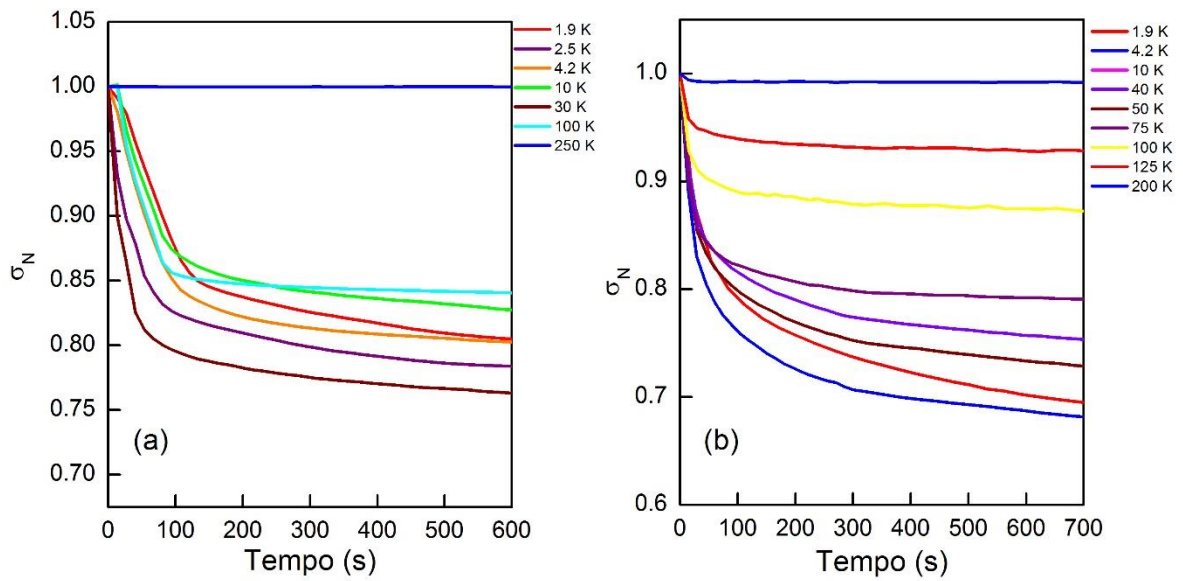 1.05
1.00
0.95
0.90
0.85
0.80
0.75
0.70
σN
0
100
200
300
400
500
600
Tempo (s)
(a)
1.9 K
2.5 K
4.2 K
10 K
30 K
100 K
250 K
1.0
0.9
0.8
0.7
0.6
σN
0
100
200
300
400
500
600
700
Tempo (s)
(b)
1.9 K
4.2 K
10 K
40 K
50 K
75 K
100 K
125 K
200 K